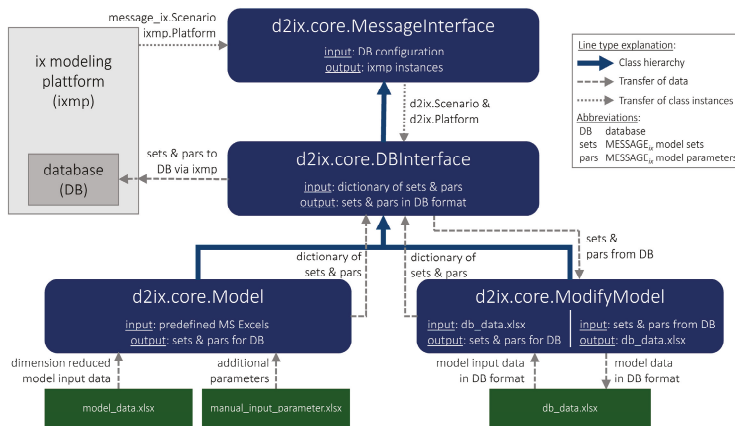 message_ix.Scenario
ixmp.Platform
d2ix.core.MessageInterface
input: DB configuration
output: ixmp instances
ix modeling
plattform
(ixmp)
database
(DB)
Line type explanation:
Class hierarchy
Transfer of data
Transfer of class instances
Abbreviations:
DB database
sets MESSAGEix model sets
pars MESSAGEix model parameters
d2ix.Scenario &
d2ix.Platform
sets & pars to
DB via ixmp
d2ix.core.DBInterface
input: dictionary of sets & pars
output: sets & pars in DB format
dictionary of
sets & pars
dictionary of
sets & pars
sets &
pars from DB
d2ix.core.Model
input: predefined MS Excels
output: sets & pars for DB
d2ix.core.ModifyModel
input: db_data.xlsx
output: sets & pars for DB
input: sets & pars from DB
output: db_data.xlsx
dimension reduced
model input data
additional
parameters
model input data
in DB format
model data
in DB format
model_data.xlsx
manual_input_parameter.xlsx
db_data.xlsx